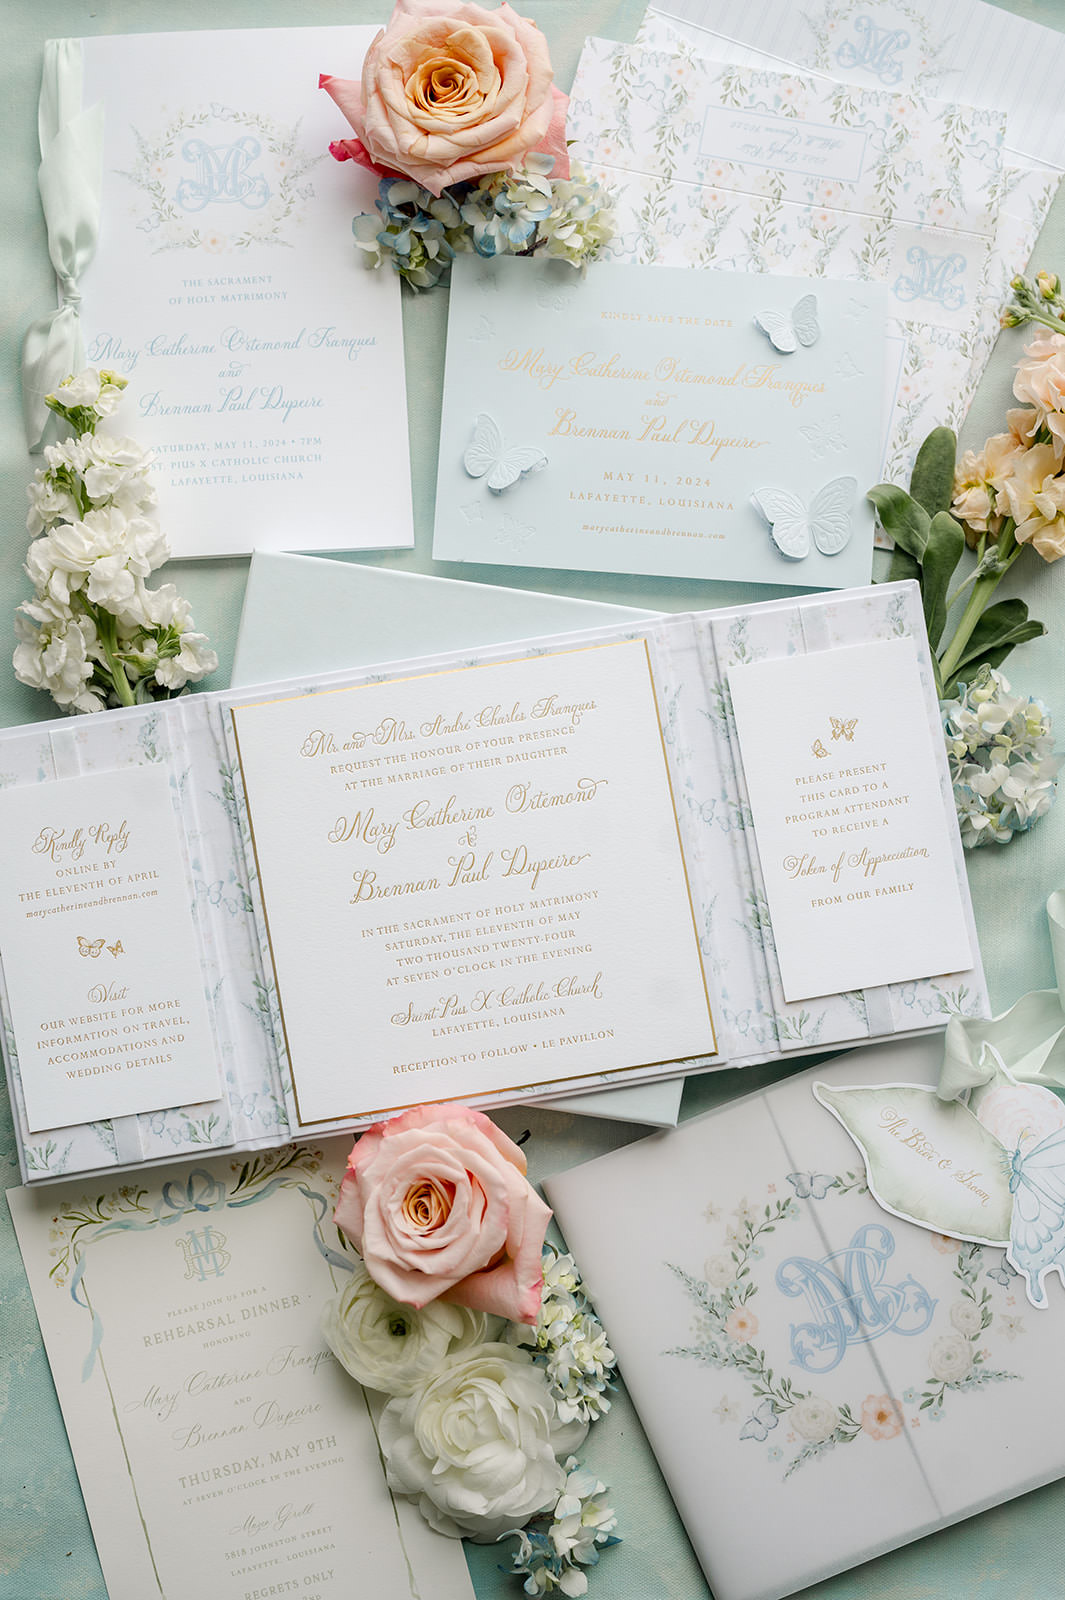 THE SACRAMENT
OF HOLY MATRIMONY
Mary Catherine Ortemond Franques
and
Brennan Paul Dupeire
SATURDAY, MAY 11, 2024 • 7PM
ST. PIUS X CATHOLIC CHURCH
LAFAYETTE, LOUISIANA
KINDLY SAVE THE DATE
Mary Catherine Ortemond Franques
and
Brennan Paul Dupeire
MAY 11, 2024
LAFAYETTE, LOUISIANA
marycatherineandbrennan.com
Kindly Reply
ONLINE BY
THE ELEVENTH OF APRIL
marycatherineandbrennan.com
Visit
OUR WEBSITE FOR MORE
INFORMATION ON TRAVEL,
ACCOMMODATIONS AND
WEDDING DETAILS
Mr. and Mrs. André Charles Franques
REQUEST THE HONOUR OF YOUR PRESENCE
AT THE MARRIAGE OF THEIR DAUGHTER
Mary Catherine Ortemond
&
Brennan Paul Dupeire
IN THE SACRAMENT OF HOLY MATRIMONY
SATURDAY, THE ELEVENTH OF MAY
TWO THOUSAND TWENTY-FOUR
AT SEVEN O'CLOCK IN THE EVENING
Saint Pius X Catholic Church
LAFAYETTE, LOUISIANA
RECEPTION TO FOLLOW • LE PAVILLON
PLEASE PRESENT
THIS CARD TO A
PROGRAM ATTENDANT
TO RECEIVE A
Token of Appreciation
FROM OUR FAMILY
PLEASE JOIN US FOR A
REHEARSAL DINNER
HONORING
Mary Catherine Franques
AND
Brennan Dupeire
THURSDAY, MAY 9TH
AT SEVEN O'CLOCK IN THE EVENING
Mazen Grill
5818 JOHNSTON STREET
LAFAYETTE, LOUISIANA
REGRETS ONLY
The Bride & Groom